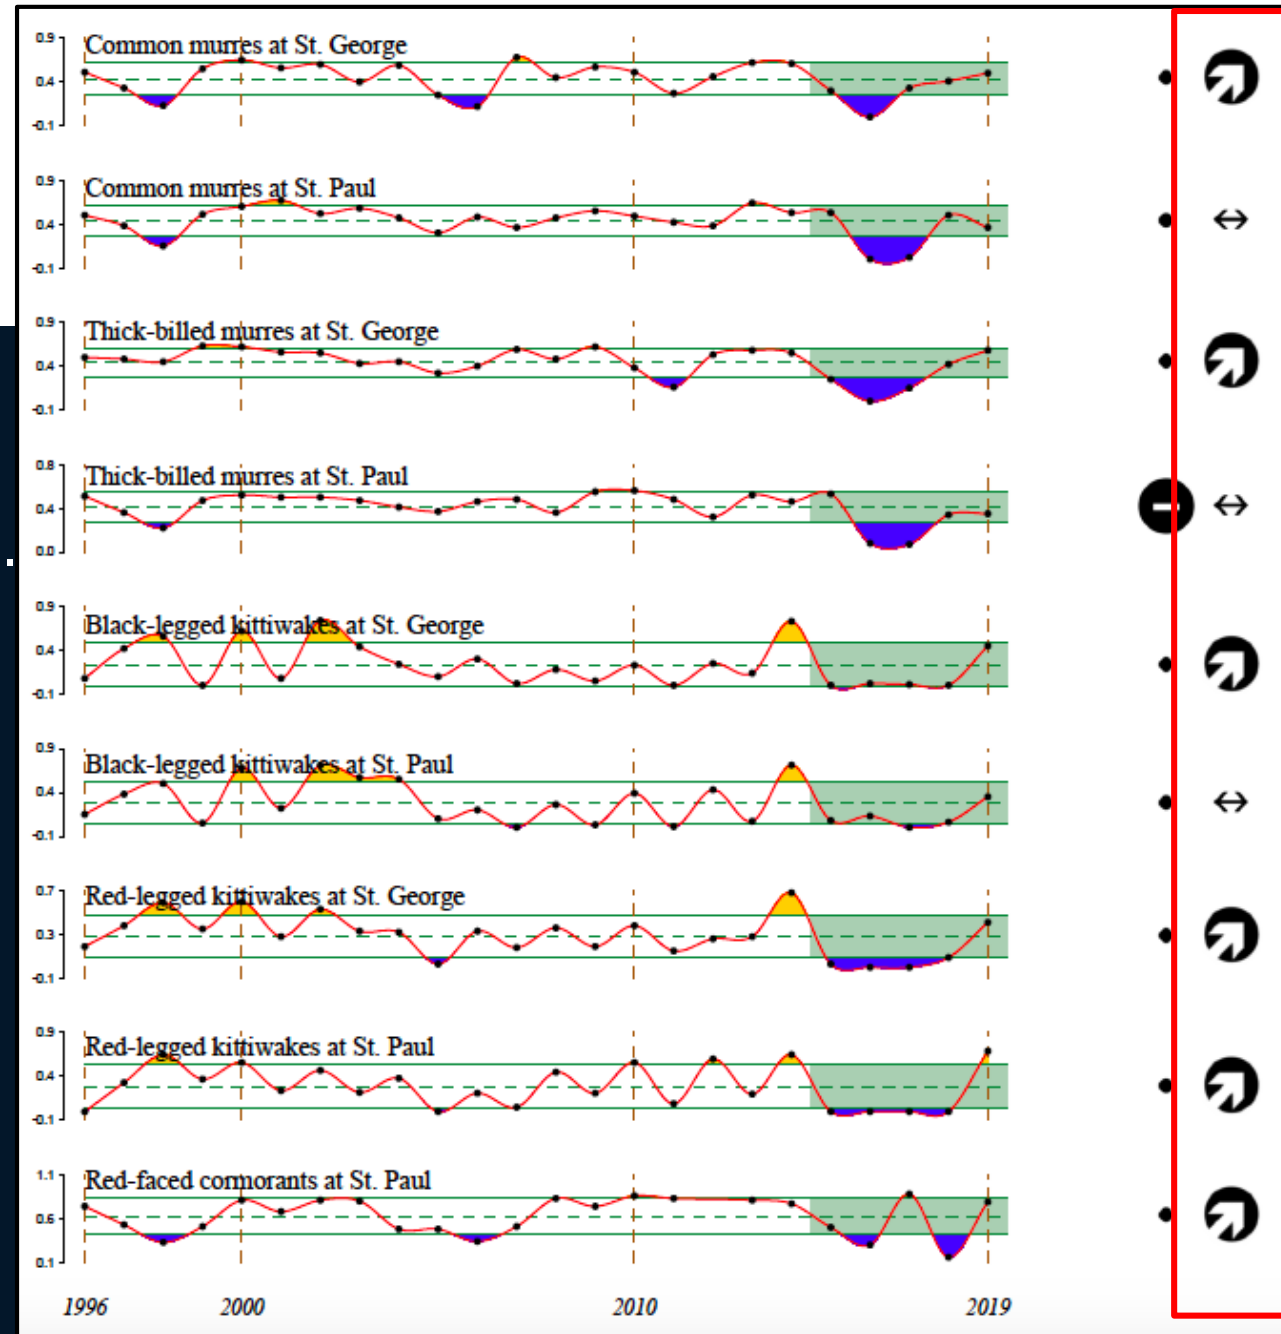 Common murres at St. George
0.9
0.4
-0.1
Common murres at St. Paul
0.9
0.4
-0.1
Thick-billed murres at St. George
0.9
0.4
-0.1
Thick-billed murres at St. Paul
0.8
0.4
0.0
Black-legged kittiwakes at St. George
0.9
0.4
-0.1
Black-legged kittiwakes at St. Paul
0.9
0.4
-0.1
Red-legged kittiwakes at St. George
0.7
0.3
-0.1
Red-legged kittiwakes at St. Paul
0.9
0.4
-0.1
Red-faced cormorants at St. Paul
1.1
0.6
0.1
1996 2000 2010 2019